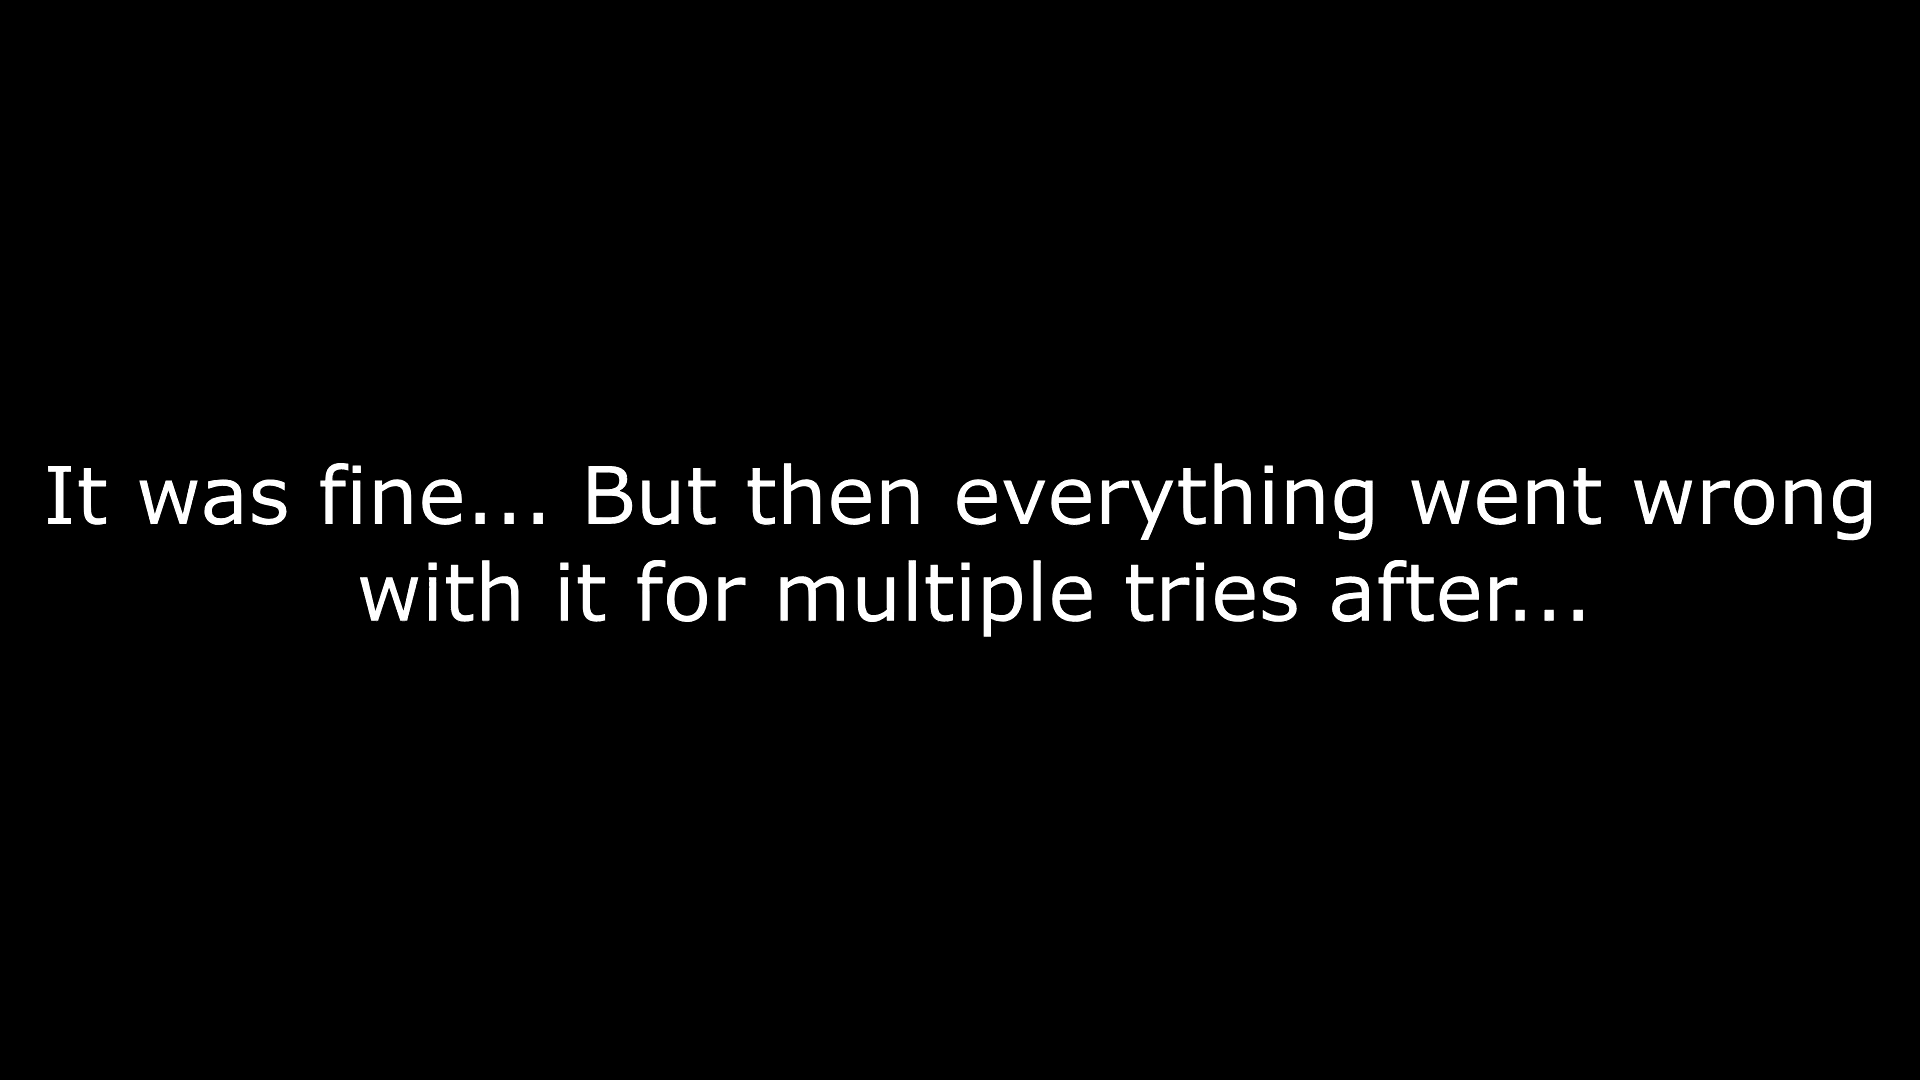 It was fine... But then everything went wrong
with it for multiple tries after...